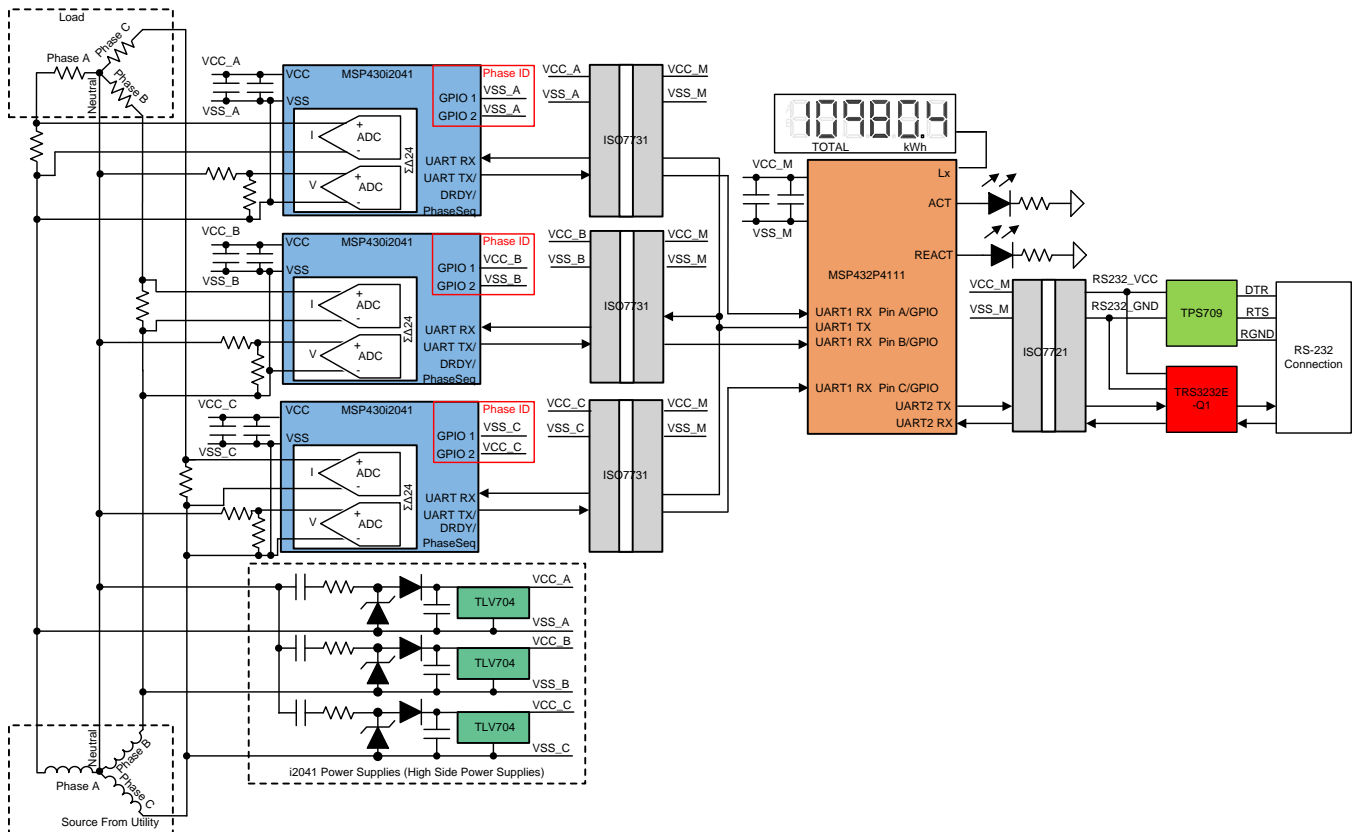 Load
Phase A
Phase C
Phase B
Neutral
VCC_A
VSS_A
VCC
VSS
MSP430i2041
Phase ID
GPIO 1
GPIO 2
VSS_A
VSS_A
I
+
ADC
-
V
+
ADC
-
ΣΔ24
UART RX
UART TX/
DRDY/
PhaseSeq
VCC_A
VSS_A
ISO7731
VCC_M
VSS_M
VCC_B
VSS_B
VCC
VSS
MSP430i2041
Phase ID
GPIO 1
GPIO 2
VCC_B
VSS_B
I
+
ADC
-
V
+
ADC
-
ΣΔ24
UART RX
UART TX/
DRDY/
PhaseSeq
VCC_B
VSS_B
ISO7731
VCC_M
VSS_M
VCC_C
VSS_C
VCC
VSS
MSP430i2041
Phase ID
GPIO 1
GPIO 2
VSS_C
VCC_C
I
+
ADC
-
V
+
ADC
-
ΣΔ24
UART RX
UART TX/
DRDY/
PhaseSeq
VCC_C
VSS_C
ISO7731
VCC_M
VSS_M
10980.4
TOTAL
kWh
VCC_M
VSS_M
Lx
ACT
REACT
MSP432P4111
UART1 RX Pin A/GPIO
UART1 TX
UART1 RX Pin B/GPIO
UART1 RX Pin C/GPIO
UART2 TX
UART2 RX
VCC_M
VSS_M
ISO7721
RS232_VCC
RS232_GND
TPS709
DTR
RTS
RGND
TRS3232E
-Q1
RS-232
Connection
VCC_A
TLV704
VSS_A
VCC_B
TLV704
VSS_B
VCC_C
TLV704
VSS_C
i2041 Power Supplies (High Side Power Supplies)
Neutral
Phase B
Phase A
Phase C
Source From Utility